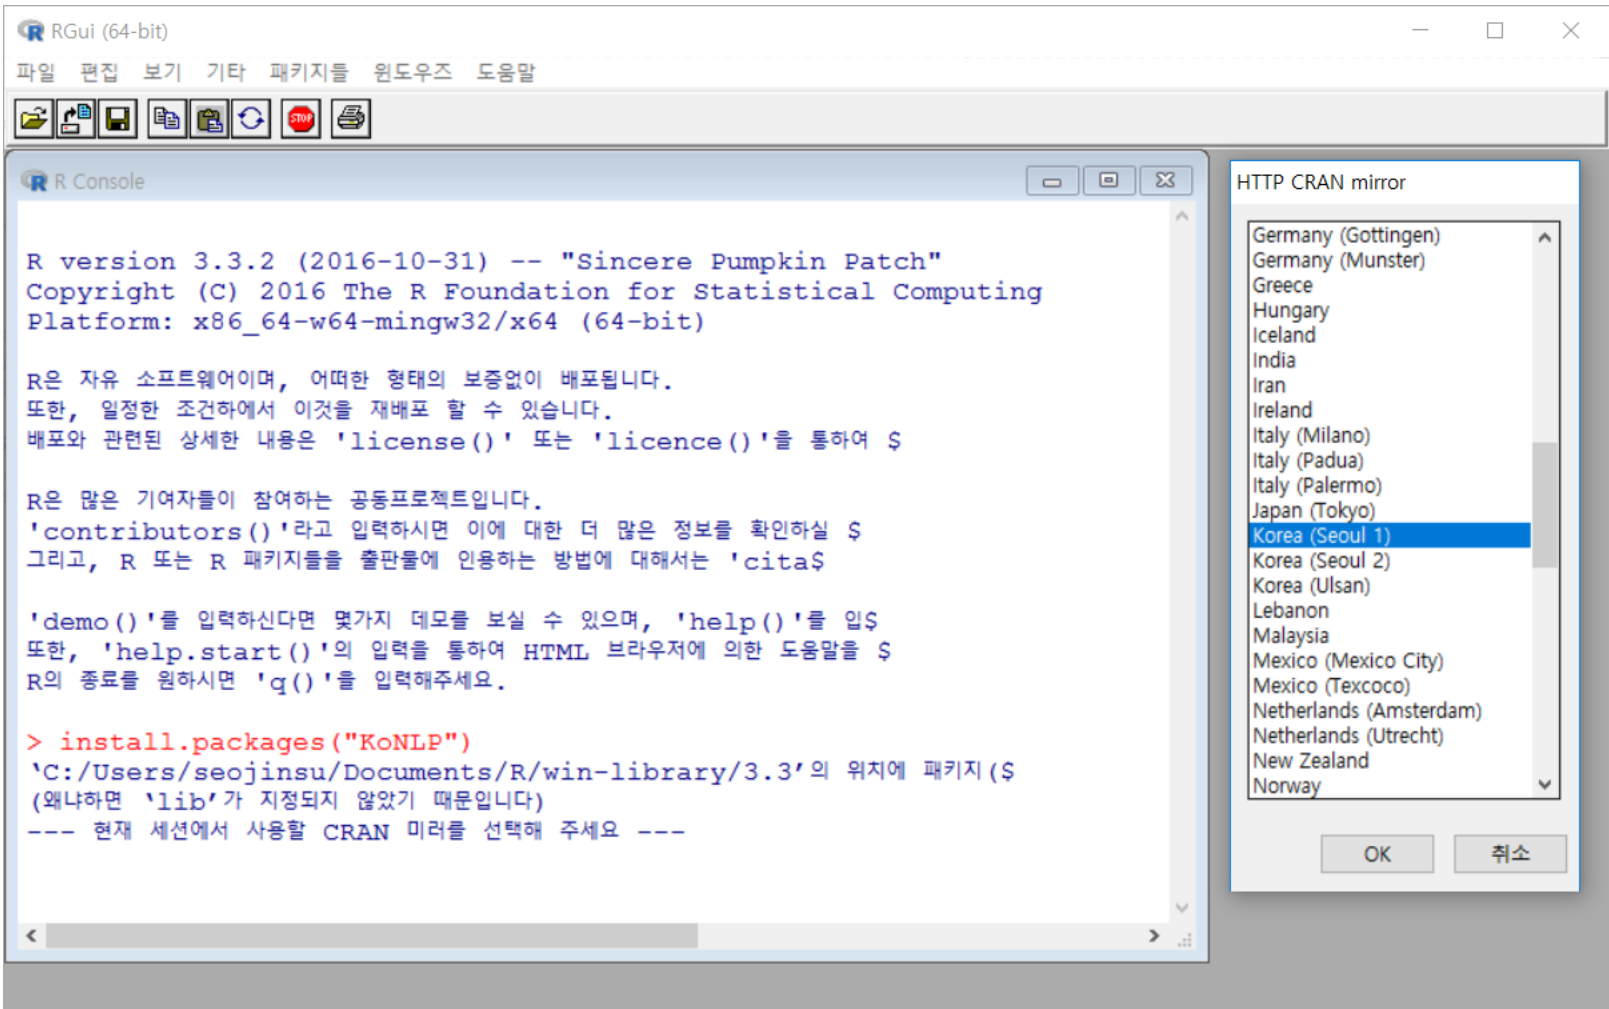 RGui (64-bit)
파일 편집 보기 기타 패키지들 윈도우즈 도움말
STOP
R Console
R version 3.3.2 (2016-10-31) -- "Sincere Pumpkin Patch"
Copyright (C) 2016 The R Foundation for Statistical Computing
Platform: x86_64-w64-mingw32/x64 (64-bit)
R은 자유 소프트웨어이며, 어떠한 형태의 보증없이 배포됩니다.
또한, 일정한 조건하에서 이것을 재배포 할 수 있습니다.
배포와 관련된 상세한 내용은 'license()' 또는 'licence()'을 통하여 $
R은 많은 기여자들이 참여하는 공동프로젝트입니다.
'contributors()'라고 입력하시면 이에 대한 더 많은 정보를 확인하실 $
그리고, R 또는 R 패키지들을 출판물에 인용하는 방법에 대해서는 'cita$
'demo()'를 입력하신다면 몇가지 데모를 보실 수 있으며, 'help()'를 입$
또한, 'help.start()'의 입력을 통하여 HTML 브라우저에 의한 도움말을 $
R의 종료를 원하시면 'q()'을 입력해주세요.
> install.packages("KoNLP")
‘C:/Users/seojinsu/Documents/R/win-library/3.3’의 위치에 패키지($
(왜냐하면 ‘lib’가 지정되지 않았기 때문입니다)
--- 현재 세션에서 사용할 CRAN 미러를 선택해 주세요 ---
HTTP CRAN mirror
Germany (Gottingen)
Germany (Munster)
Greece
Hungary
Iceland
India
Iran
Ireland
Italy (Milano)
Italy (Padua)
Italy (Palermo)
Japan (Tokyo)
Korea (Seoul 1)
Korea (Seoul 2)
Korea (Ulsan)
Lebanon
Malaysia
Mexico (Mexico City)
Mexico (Texcoco)
Netherlands (Amsterdam)
Netherlands (Utrecht)
New Zealand
Norway
OK 취소